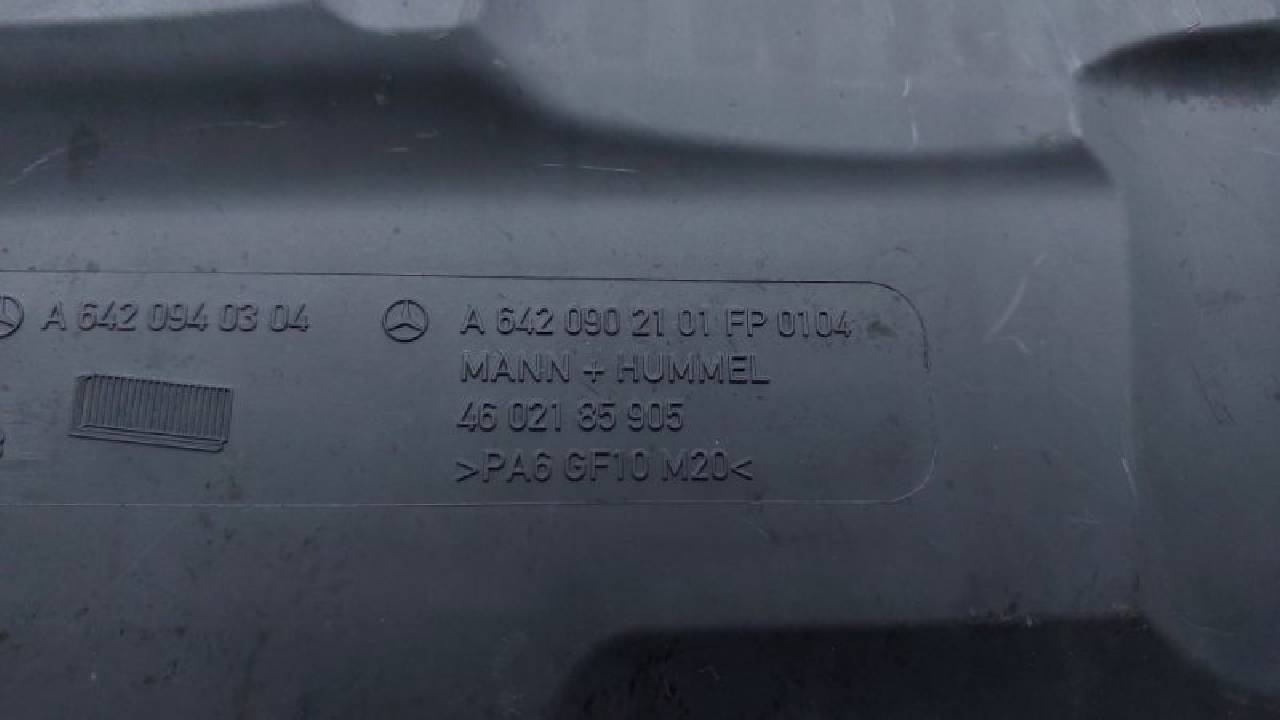 A 642 094 03 04
A 642 090 21 01 FP 0104
MANN + HUMMEL
46 021 85 905
>PA6 GF10 M20<